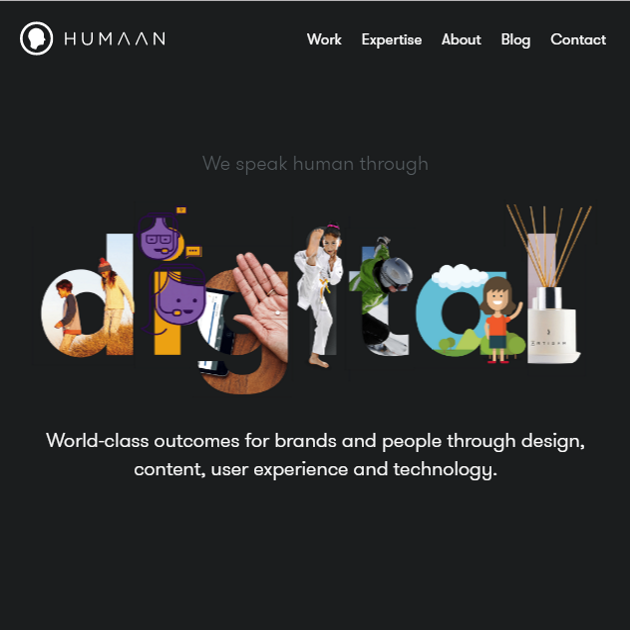 HUMAAN
Work Expertise About Blog Contact
We speak human through
digital
World-class outcomes for brands and people through design,
content, user experience and technology.